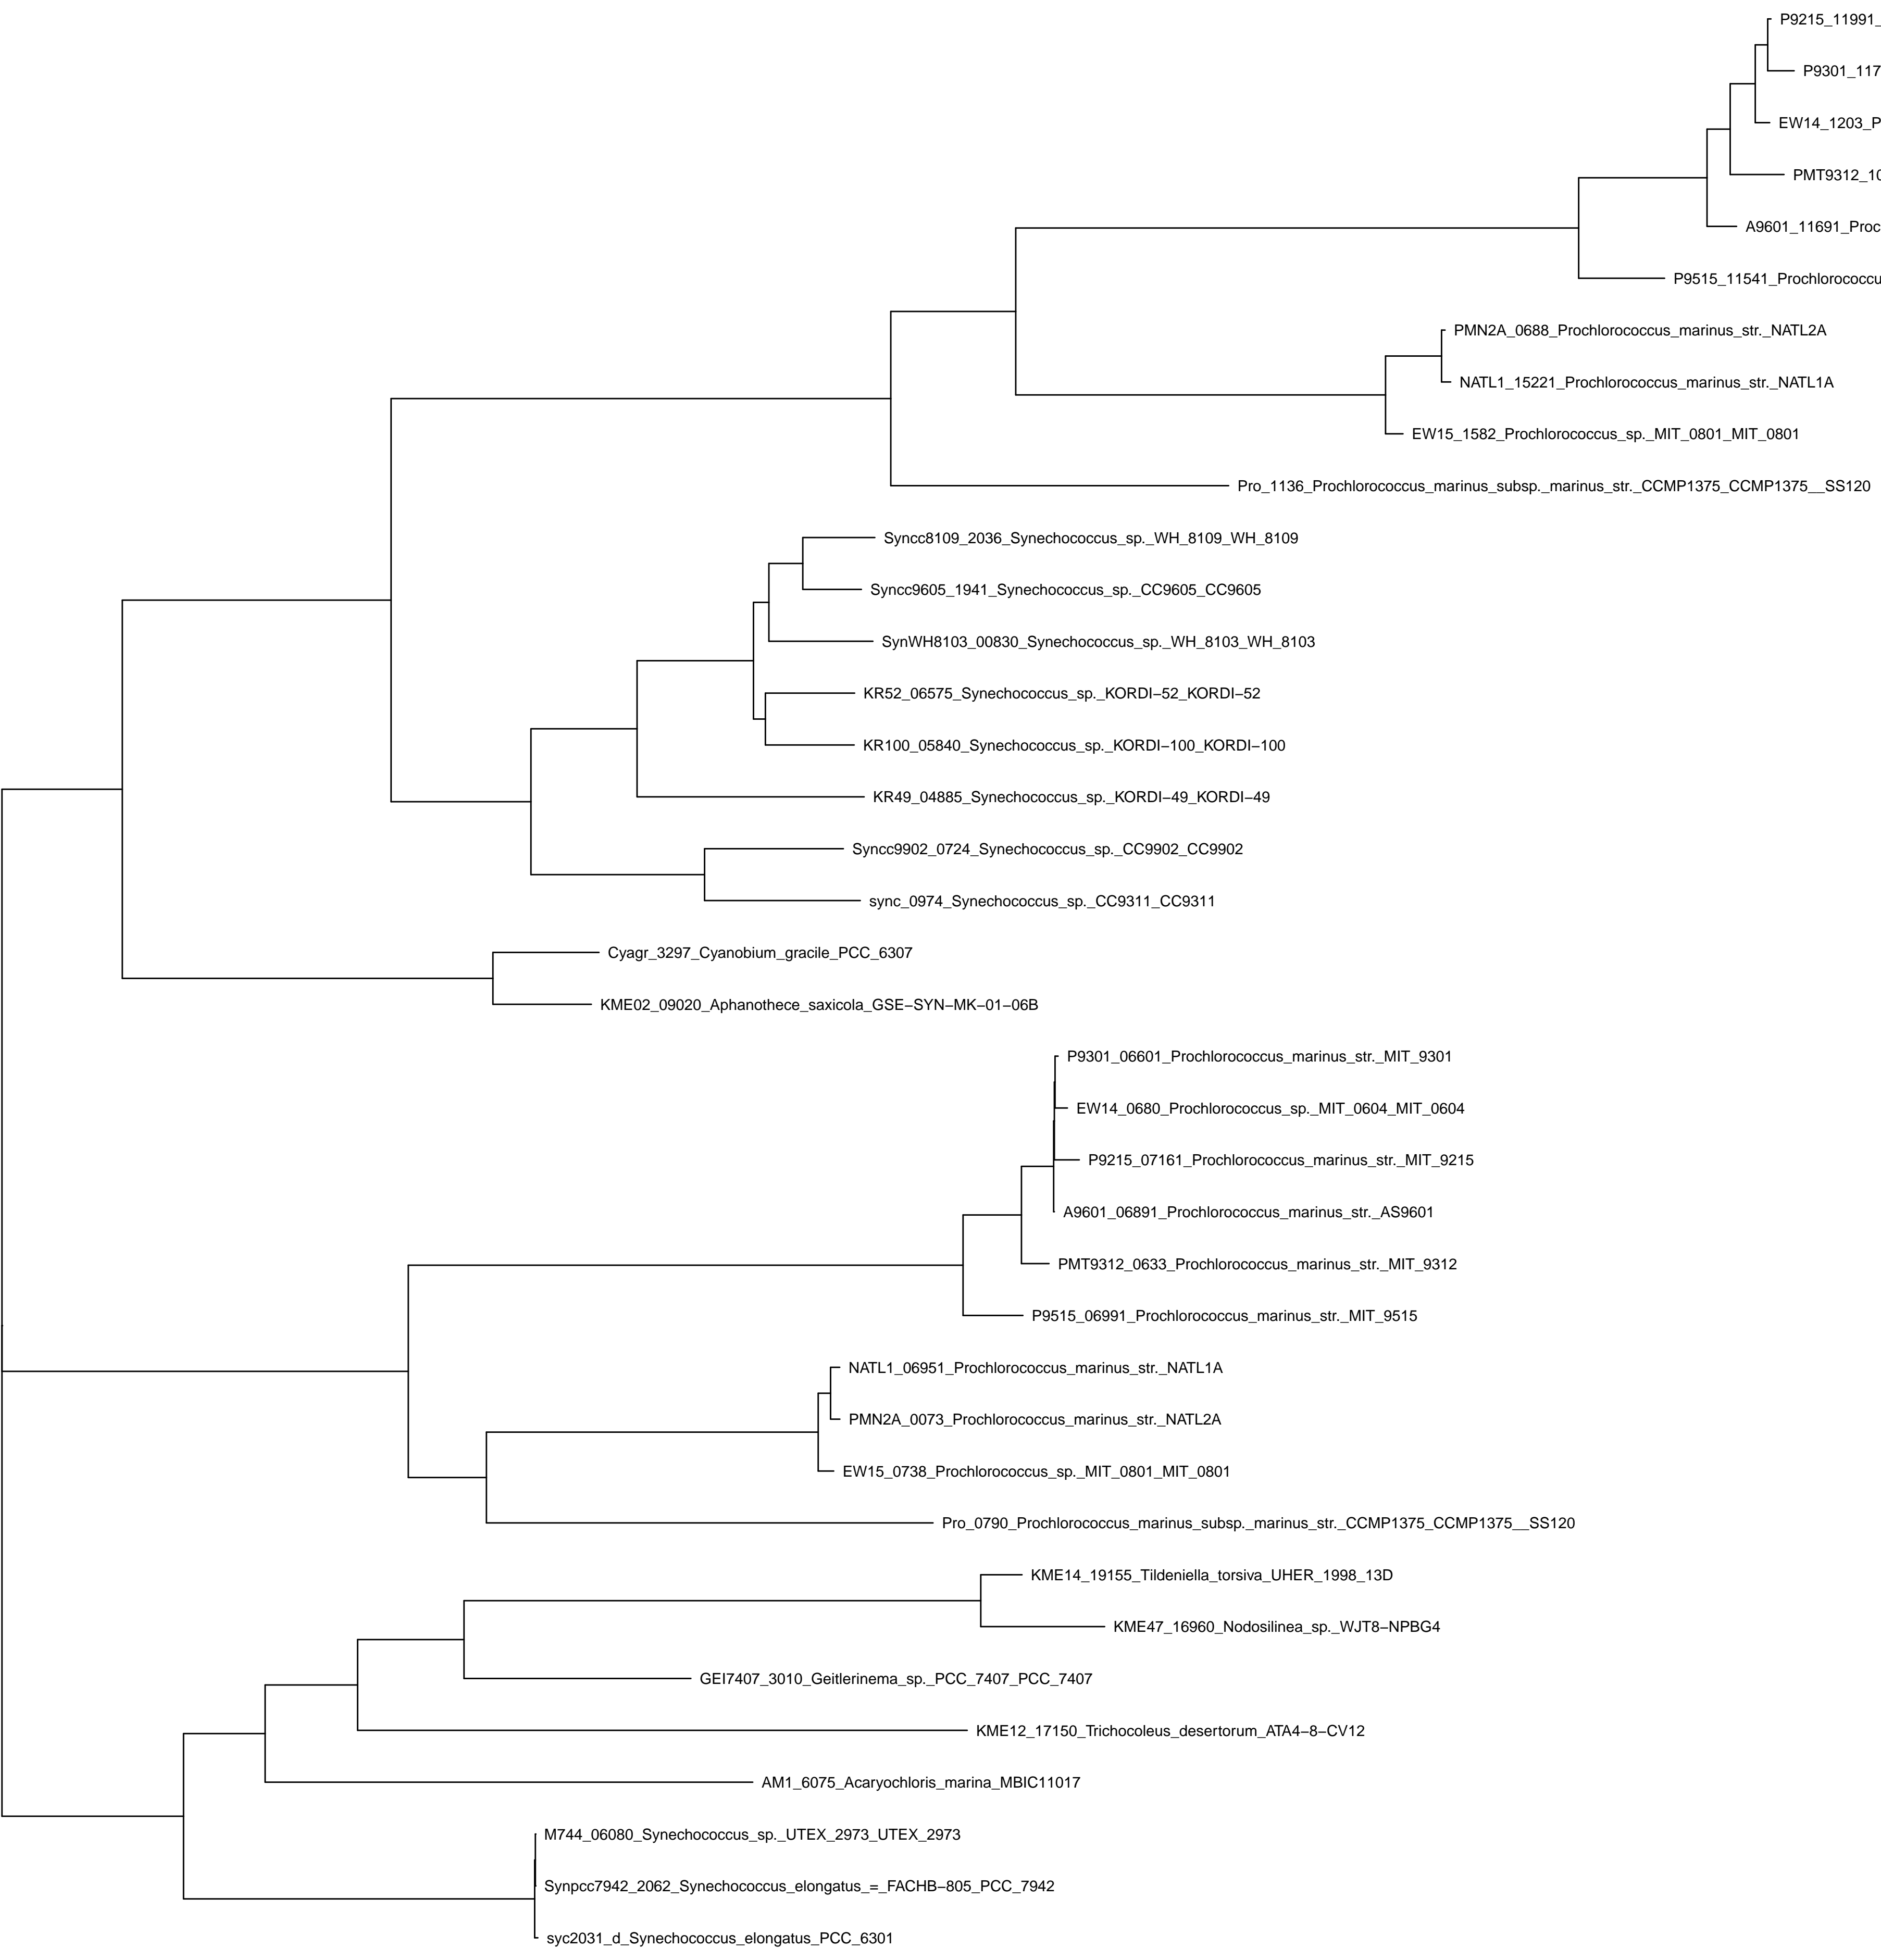 P9215_11991_
P9301_117
EW14_1203_P
PMT9312_10
A9601_11691_Proc
P9515_11541_Prochlorococcu
PMN2A_0688_Prochlorococcus_marinus_str._NATL2A
NATL1_15221_Prochlorococcus_marinus_str._NATL1A
EW15_1582_Prochlorococcus_sp._MIT_0801_MIT_0801
Pro_1136_Prochlorococcus_marinus_subsp._marinus_str._CCMP1375_CCMP1375__SS120
Syncc8109_2036_Synechococcus_sp._WH_8109_WH_8109
Syncc9605_1941_Synechococcus_sp._CC9605_CC9605
SynWH8103_00830_Synechococcus_sp._WH_8103_WH_8103
KR52_06575_Synechococcus_sp._KORDI−52_KORDI−52
KR100_05840_Synechococcus_sp._KORDI−100_KORDI−100
KR49_04885_Synechococcus_sp._KORDI−49_KORDI−49
Syncc9902_0724_Synechococcus_sp._CC9902_CC9902
sync_0974_Synechococcus_sp._CC9311_CC9311
Cyagr_3297_Cyanobium_gracile_PCC_6307
KME02_09020_Aphanothece_saxicola_GSE−SYN−MK−01−06B
P9301_06601_Prochlorococcus_marinus_str._MIT_9301
EW14_0680_Prochlorococcus_sp._MIT_0604_MIT_0604
P9215_07161_Prochlorococcus_marinus_str._MIT_9215
A9601_06891_Prochlorococcus_marinus_str._AS9601
PMT9312_0633_Prochlorococcus_marinus_str._MIT_9312
P9515_06991_Prochlorococcus_marinus_str._MIT_9515
NATL1_06951_Prochlorococcus_marinus_str._NATL1A
PMN2A_0073_Prochlorococcus_marinus_str._NATL2A
EW15_0738_Prochlorococcus_sp._MIT_0801_MIT_0801
Pro_0790_Prochlorococcus_marinus_subsp._marinus_str._CCMP1375_CCMP1375__SS120
KME14_19155_Tildeniella_torsiva_UHER_1998_13D
KME47_16960_Nodosilinea_sp._WJT8−NPBG4
GEI7407_3010_Geitlerinema_sp._PCC_7407_PCC_7407
KME12_17150_Trichocoleus_desertorum_ATA4−8−CV12
AM1_6075_Acaryochloris_marina_MBIC11017
M744_06080_Synechococcus_sp._UTEX_2973_UTEX_2973
Synpcc7942_2062_Synechococcus_elongatus_=_FACHB−805_PCC_7942
syc2031_d_Synechococcus_elongatus_PCC_6301